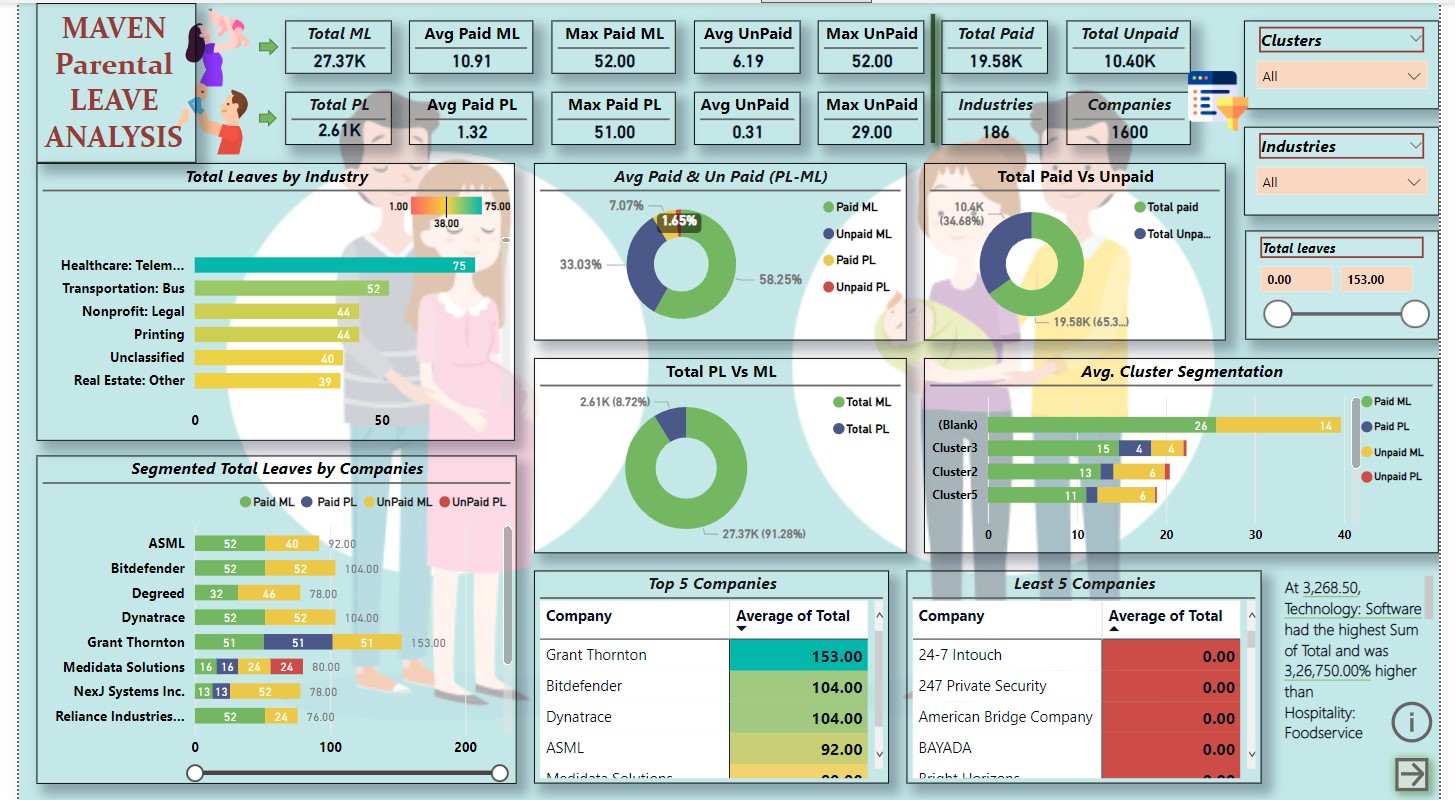 MAVEN
Parental
LEAVE
ANALYSIS
Total ML
27.37K
Avg Paid ML
10.91
Max Paid ML
52.00
Avg UnPaid
6.19
Max UnPaid
52.00
Total Paid
19.58K
Total Unpaid
10.40K
Total PL
2.61K
Avg Paid PL
1.32
Max Paid PL
51.00
Avg UnPaid
0.31
Max UnPaid
29.00
Industries
186
Companies
1600
Clusters
All
Industries
All
Total leaves
0.00 153.00
Total Leaves by Industry
1.00 75.00
38.00
Healthcare: Telem... 75
Transportation: Bus 52
Nonprofit: Legal 44
Printing 44
Unclassified 40
Real Estate: Other 39
0 50
Avg Paid & Un Paid (PL-ML)
7.07%
1.65%
33.03%
58.25%
Paid ML
Unpaid ML
Paid PL
Unpaid PL
Total Paid Vs Unpaid
10.4K
(34.68%)
19.58K (65.3...)
Total paid
Total Unpa...
Total PL Vs ML
2.61K (8.72%)
27.37K (91.28%)
Total ML
Total PL
Avg. Cluster Segmentation
(Blank) 26 14
Cluster3 15 4 4
Cluster2 13 6
Cluster5 11 6
0 10 20 30 40
Paid ML
Paid PL
Unpaid ML
Unpaid PL
Segmented Total Leaves by Companies
Paid ML Paid PL UnPaid ML UnPaid PL
ASML 52 40 92.00
Bitdefender 52 52 104.00
Degreed 32 46 78.00
Dynatrace 52 52 104.00
Grant Thornton 51 51 51 153.00
Medidata Solutions 16 16 24 24 80.00
NexJ Systems Inc. 13 13 52 78.00
Reliance Industries... 52 24 76.00
0 100 200
Top 5 Companies
Company Average of Total
Grant Thornton 153.00
Bitdefender 104.00
Dynatrace 104.00
ASML 92.00
Medidata Solutions 80.00
Least 5 Companies
Company Average of Total
24-7 Intouch 0.00
247 Private Security 0.00
American Bridge Company 0.00
BAYADA 0.00
Bright Horizons 0.00
At 3,268.50,
Technology: Software
had the highest Sum
of Total and was
3,26,750.00% higher
than
Hospitality:
Foodservice